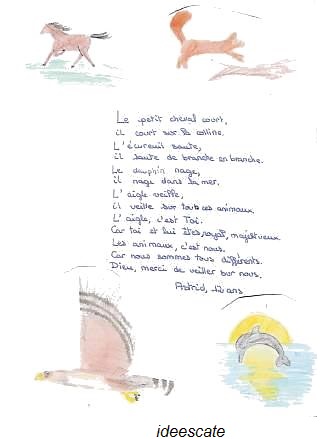 Le petit cheval court,
il court sur la colline.
L'écureuil saute,
il saute de branche en branche.
Le dauphin nage,
il nage dans la mer.
L'aigle veille,
il veille sur tous ces animaux.
L'aigle, c'est Toi.
Car toi et lui êtes royal, majestueux
Les animaux, c'est nous.
Car nous sommes tous différents.
Dieu, merci de veiller sur nous.
Astrid, 12 ans
ideescate